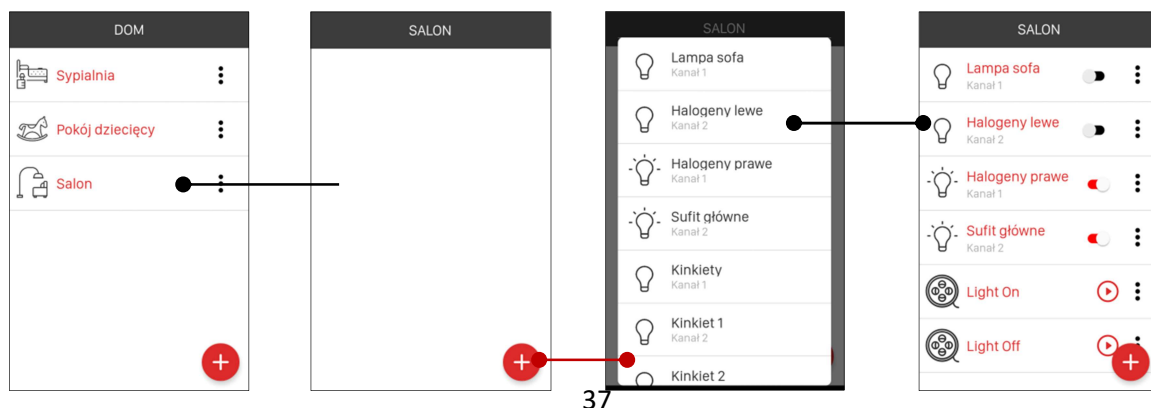 DOM
Sypialnia
Pokój dziecięcy
Salon
SALON
SALON
Lampa sofa
Kanał 1
Halogeny lewe
Kanał 2
Halogeny prawe
Kanał 1
Sufit główne
Kanał 2
Kinkiety
Kanał 1
Kinkiet 1
Kanał 2
Kinkiet 2
SALON
Lampa sofa
Kanał 1
Halogeny lewe
Kanał 2
Halogeny prawe
Kanał 1
Sufit główne
Kanał 2
Light On
Light Off
37